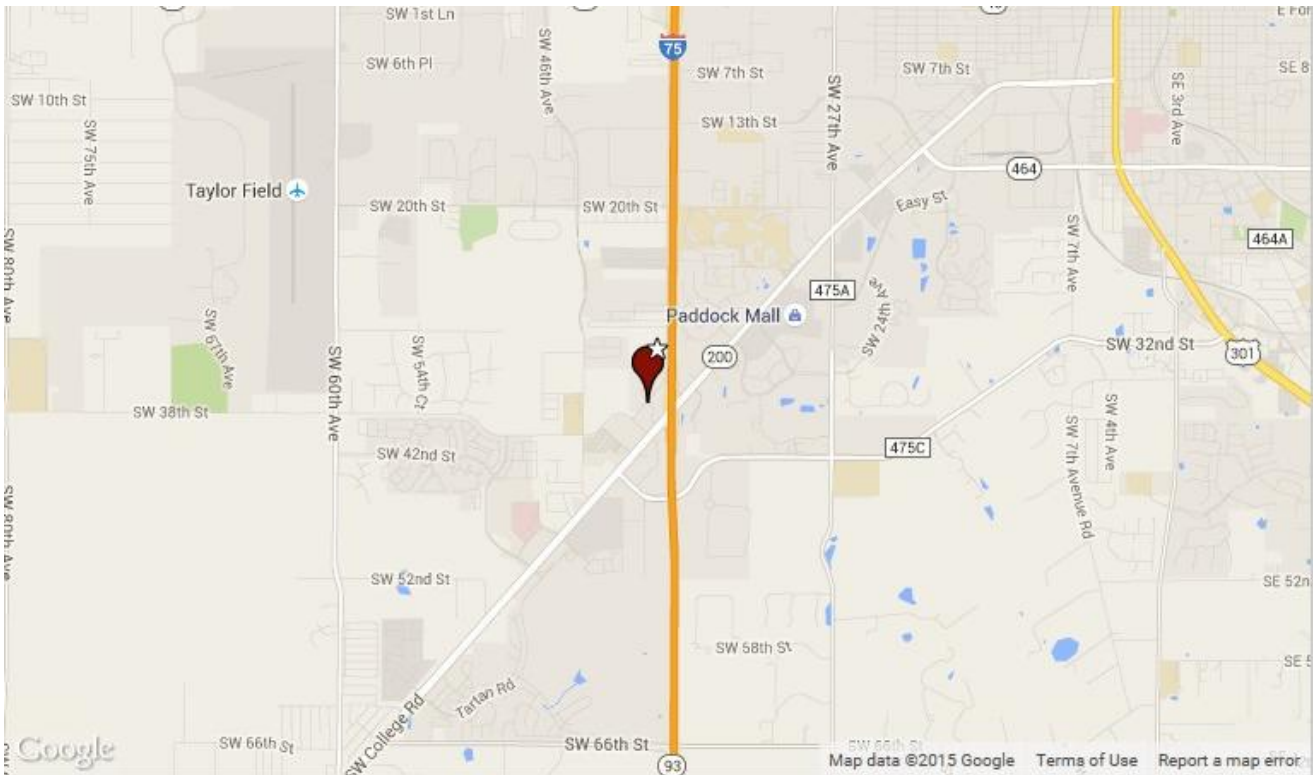 SW 1st Ln
75
SW 6th Pl
SW 46th Ave
SW 7th St
SW 7th St
SW 10th St
SW 75th Ave
SW 13th St
SW 27th Ave
SE 3rd Ave
464
Taylor Field
SW 20th St
SW 20th St
Easy St
SW 7th Ave
464A
SW 80th Ave
475A
SW 24th Ave
Paddock Mall
SW 67th Ave
SW 54th Ct
SW 60th Ave
200
SW 32nd St
301
SW 38th St
SW 42nd St
475C
SW 4th Ave
SW 7th Avenue Rd
SW 80th Ave
SW 52nd St
SE 52n
SW 58th St
Tartan Rd
SW College Rd
SW 66th St
SW 66th St
SW 66th St
93
Google
Map data ©2015 Google Terms of Use Report a map error